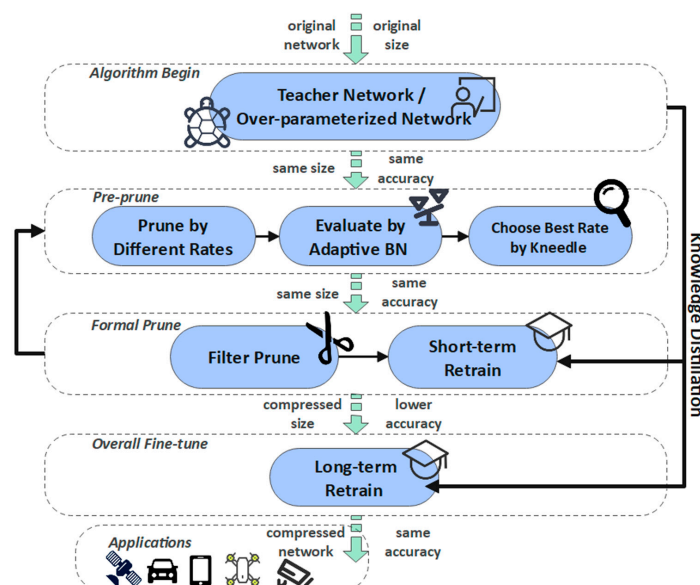 original original
network size
Algorithm Begin
Teacher Network /
Over-parameterized Network
same size same
accuracy
Pre-prune
Prune by
Different Rates
Evaluate by
Adaptive BN
Choose Best Rate
by Kneedle
same size same
accuracy
Formal Prune
Filter Prune
Short-term
Retrain
Knowledge Distillation
compressed lower
size accuracy
Overall Fine-tune
Long-term
Retrain
compressed same
network accuracy
Applications